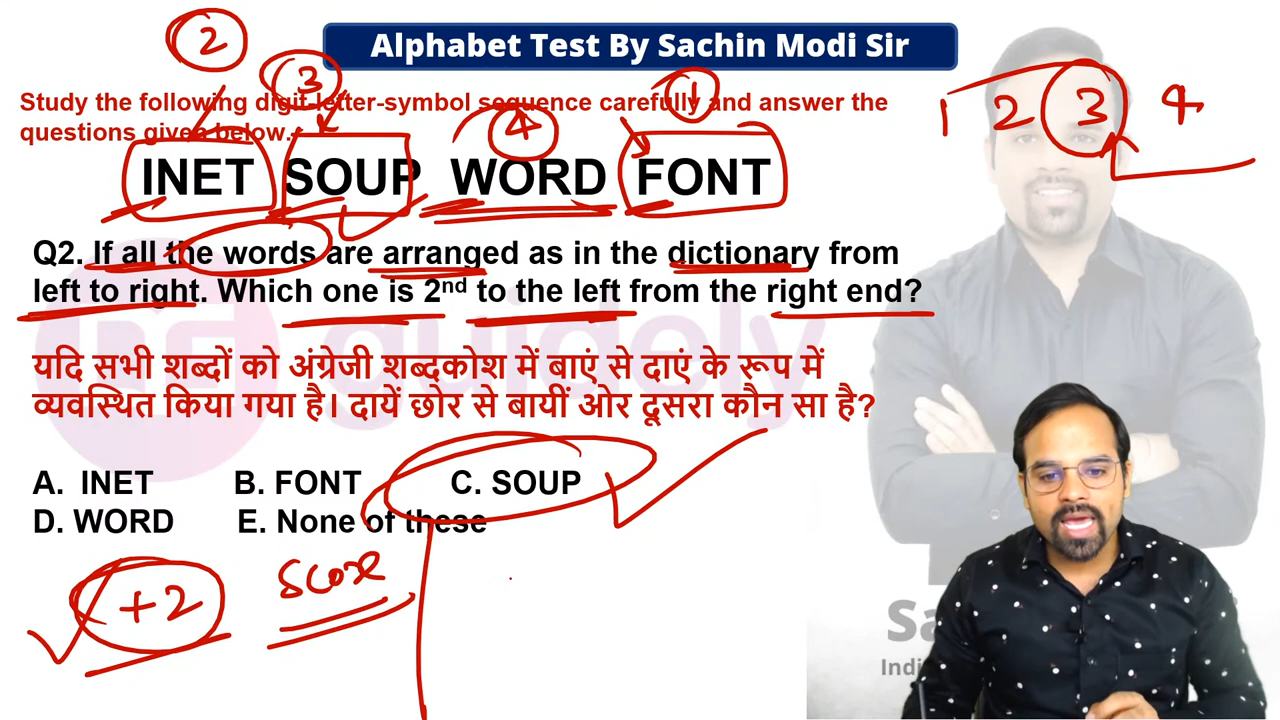 Alphabet Test By Sachin Modi Sir
2
3
1
1 2 3 4
Study the following digit-letter-symbol sequence carefully and answer the
questions given below.-
4
INET SOUP WORD FONT
Q2. If all the words are arranged as in the dictionary from
left to right. Which one is 2nd to the left from the right end?
guidely
यदि सभी शब्दों को अंग्रेजी शब्दकोश में बाएं से दाएं के रूप में
व्यवस्थित किया गया है। दायें छोर से बायीं ओर दूसरा कौन सा है?
A. INET B. FONT C. SOUP
D. WORD E. None of these
+2 Score